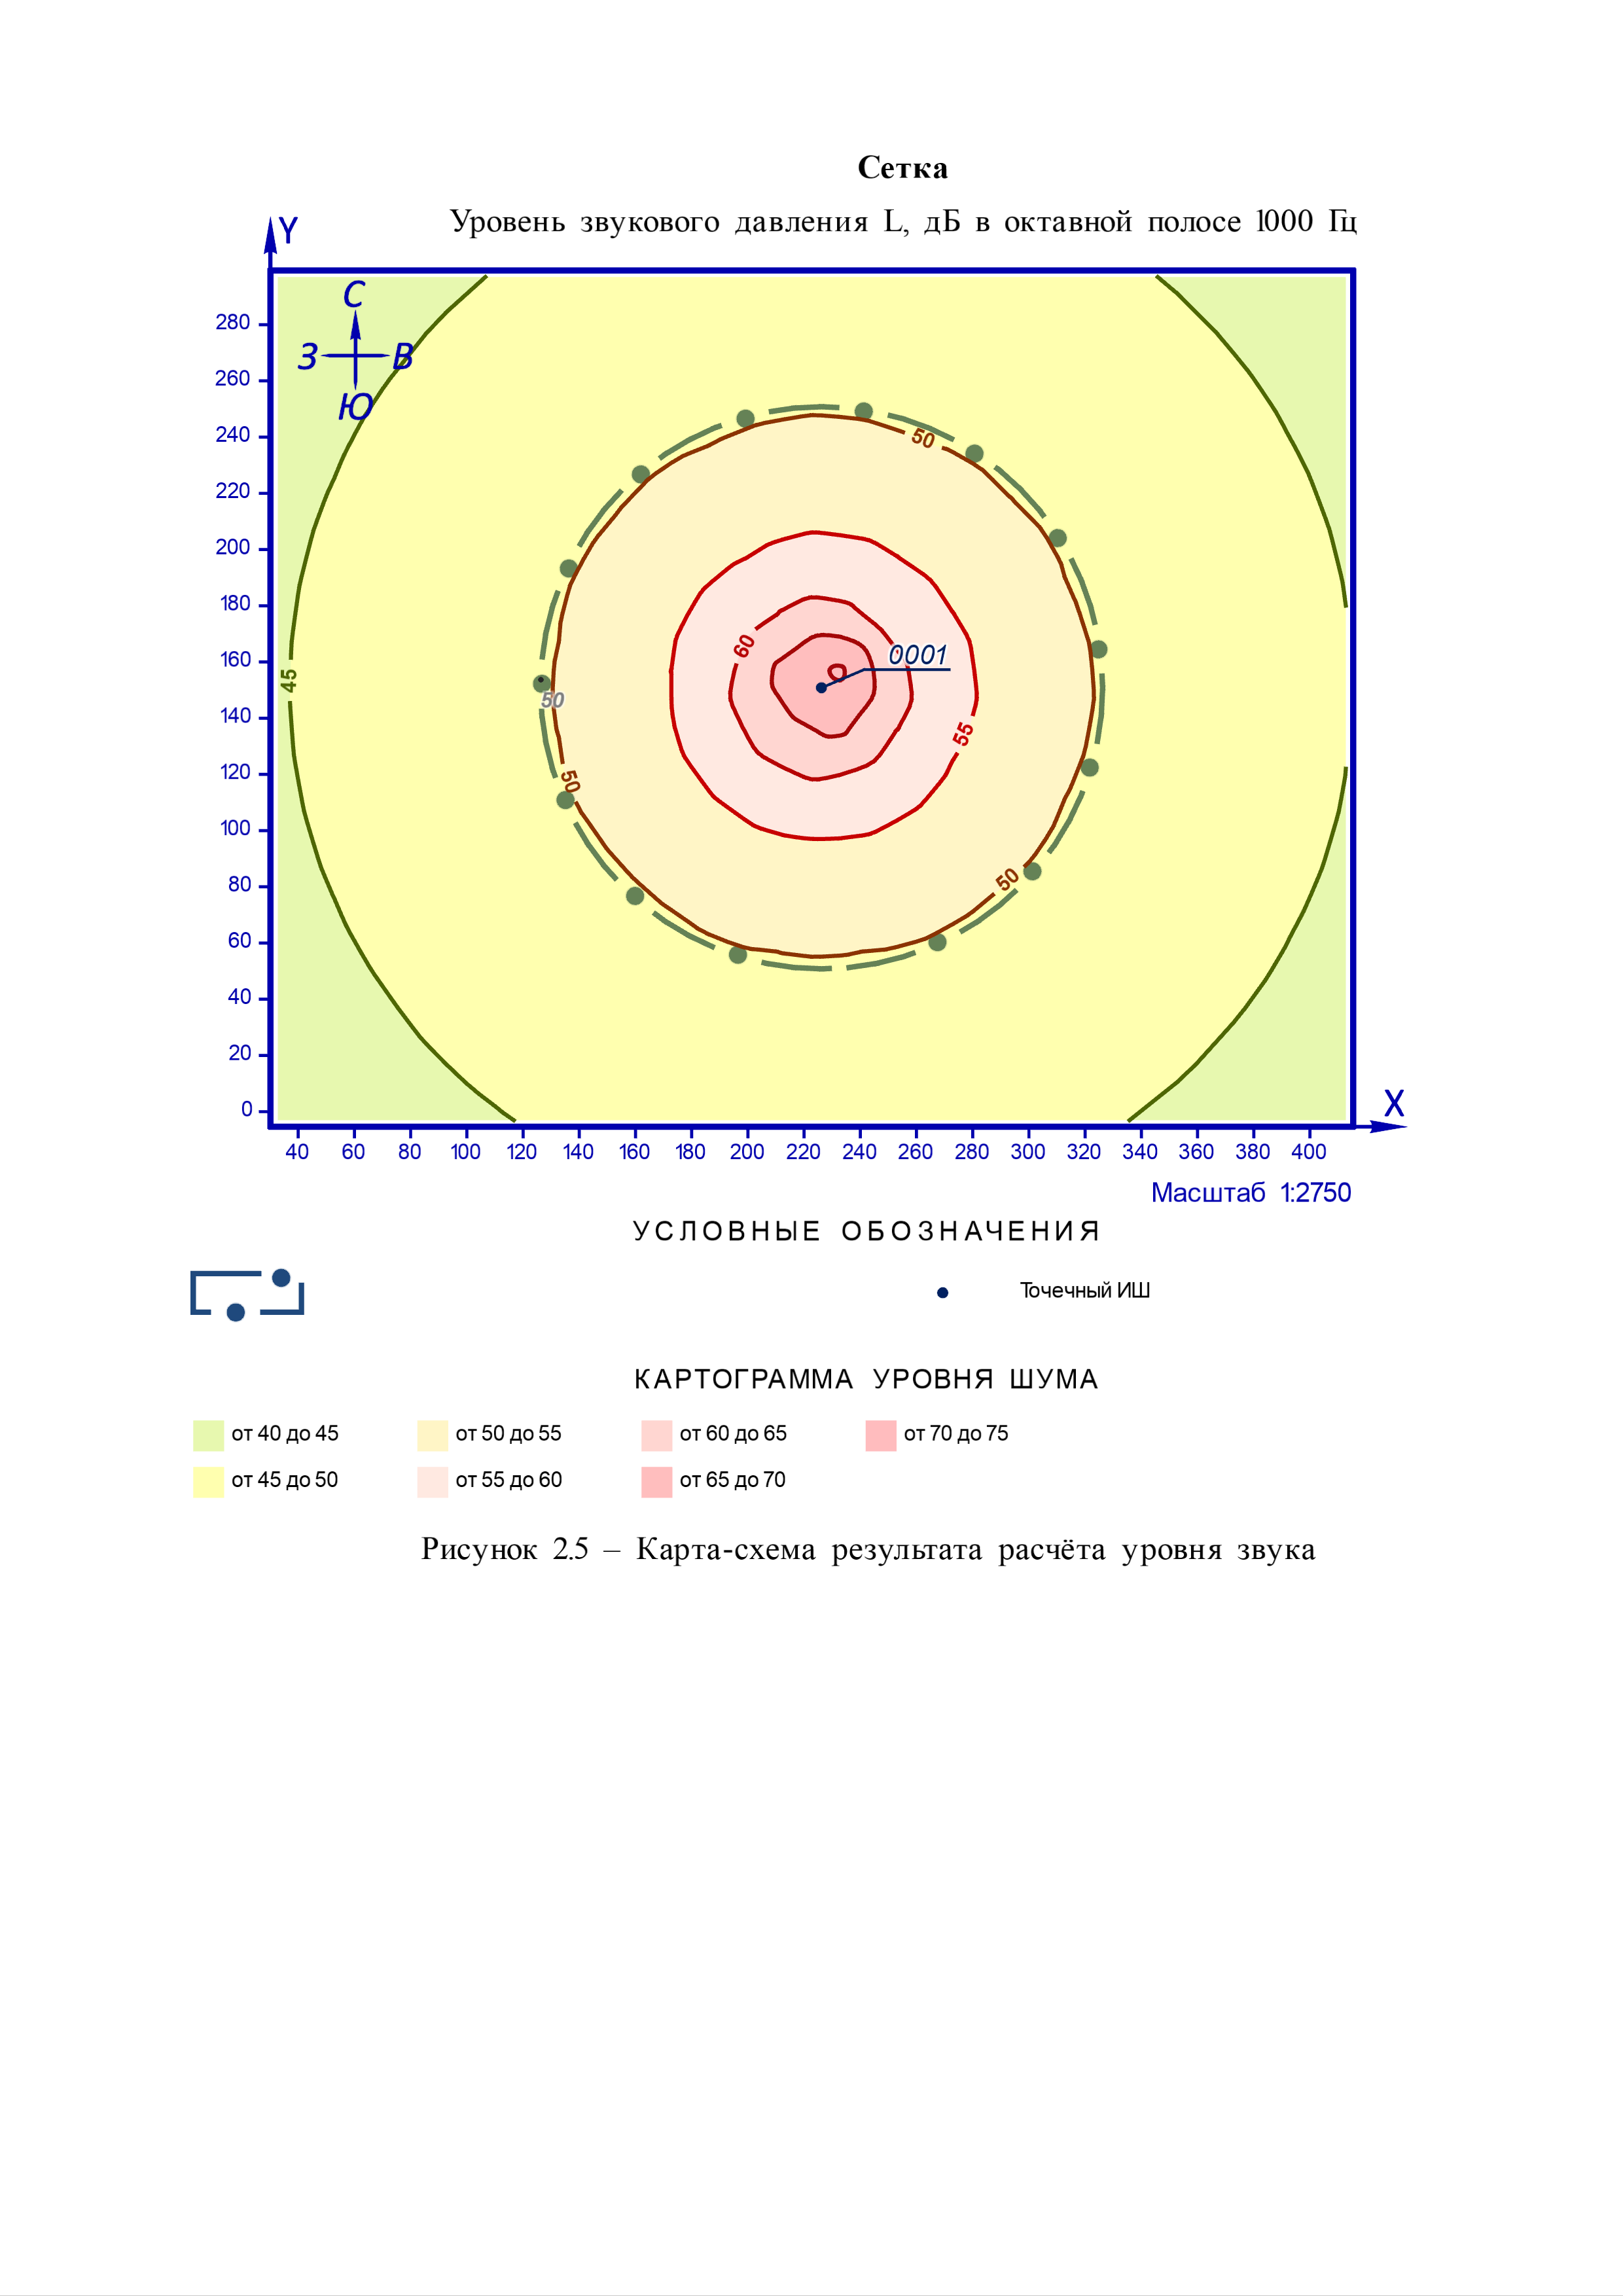 Сетка
Уровень звукового давления L, дБ в октавной полосе 1000 Гц
Y
С
З В
Ю
280
260
240
220
200
180
160
140
120
100
80
60
40
20
0
50
60
0001
45
50
55
50
50
X
40 60 80 100 120 140 160 180 200 220 240 260 280 300 320 340 360 380 400
Масштаб 1:2750
УСЛОВНЫЕ ОБОЗНАЧЕНИЯ
Точечный ИШ
КАРТОГРАММА УРОВНЯ ШУМА
от 40 до 45 от 50 до 55 от 60 до 65 от 70 до 75
от 45 до 50 от 55 до 60 от 65 до 70
Рисунок 2.5 – Карта-схема результата расчёта уровня звука